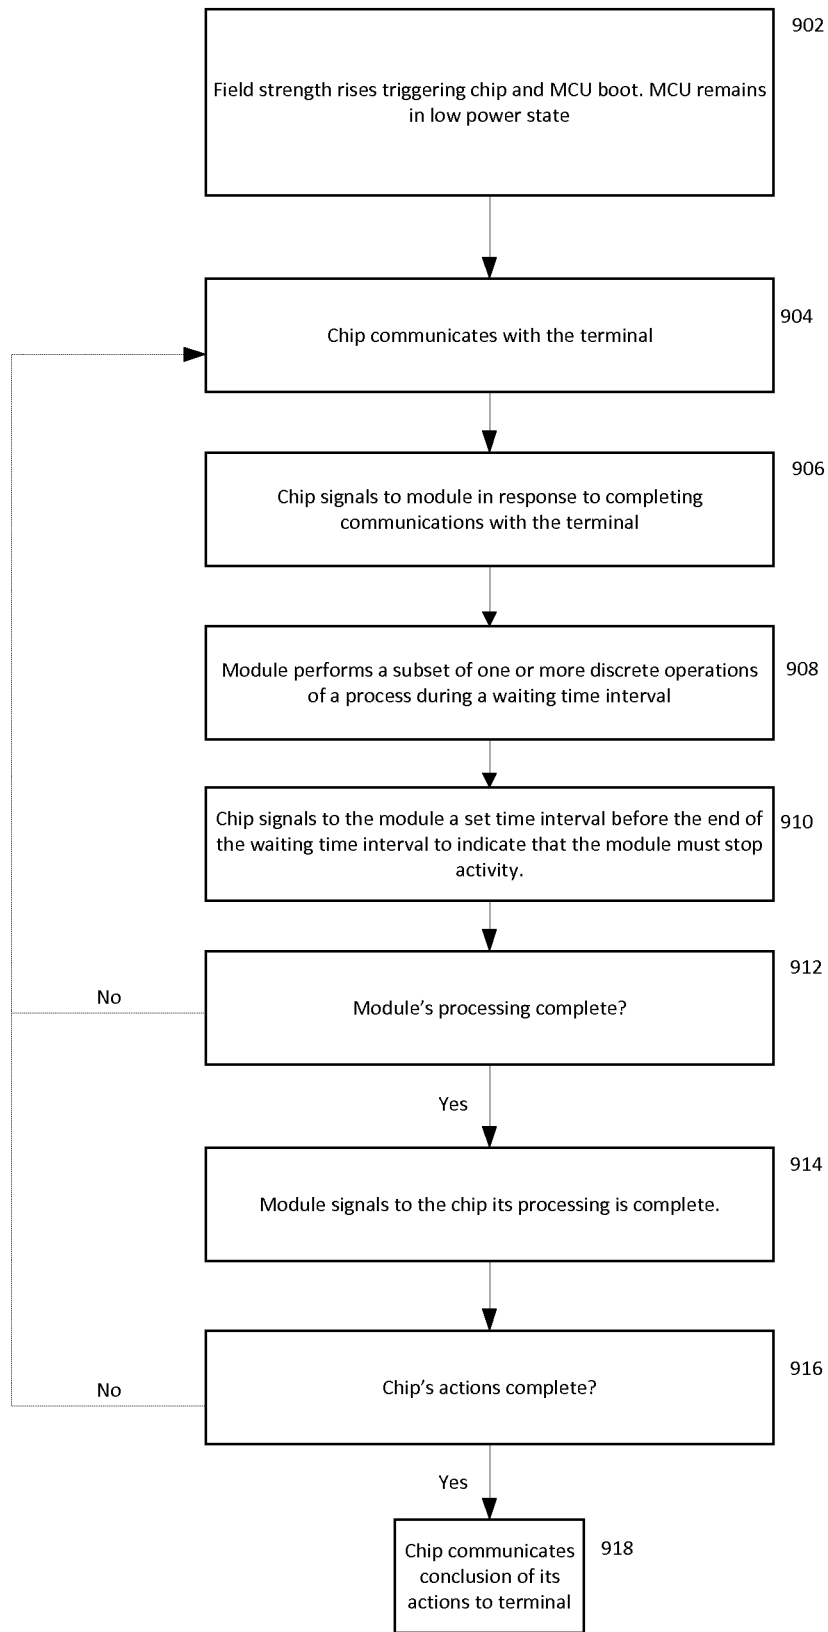 902
Field strength rises triggering chip and MCU boot. MCU remains
in low power state
904
Chip communicates with the terminal
906
Chip signals to module in response to completing
communications with the terminal
908
Module performs a subset of one or more discrete operations
of a process during a waiting time interval
910
Chip signals to the module a set time interval before the end of
the waiting time interval to indicate that the module must stop
activity.
912
Module's processing complete?
No
Yes
914
Module signals to the chip its processing is complete.
916
Chip's actions complete?
No
Yes
918
Chip communicates
conclusion of its
actions to terminal